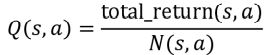 Q(s, a) = total_return(s, a) / N(s, a)